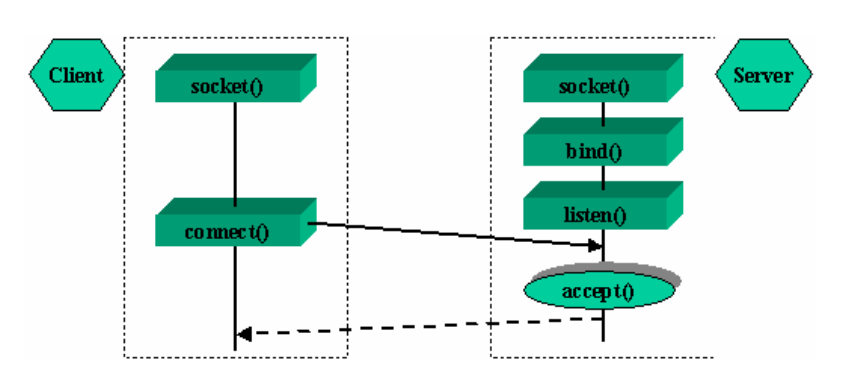 Client
socket()
connect()
Server
socket()
bind()
listen()
accept()